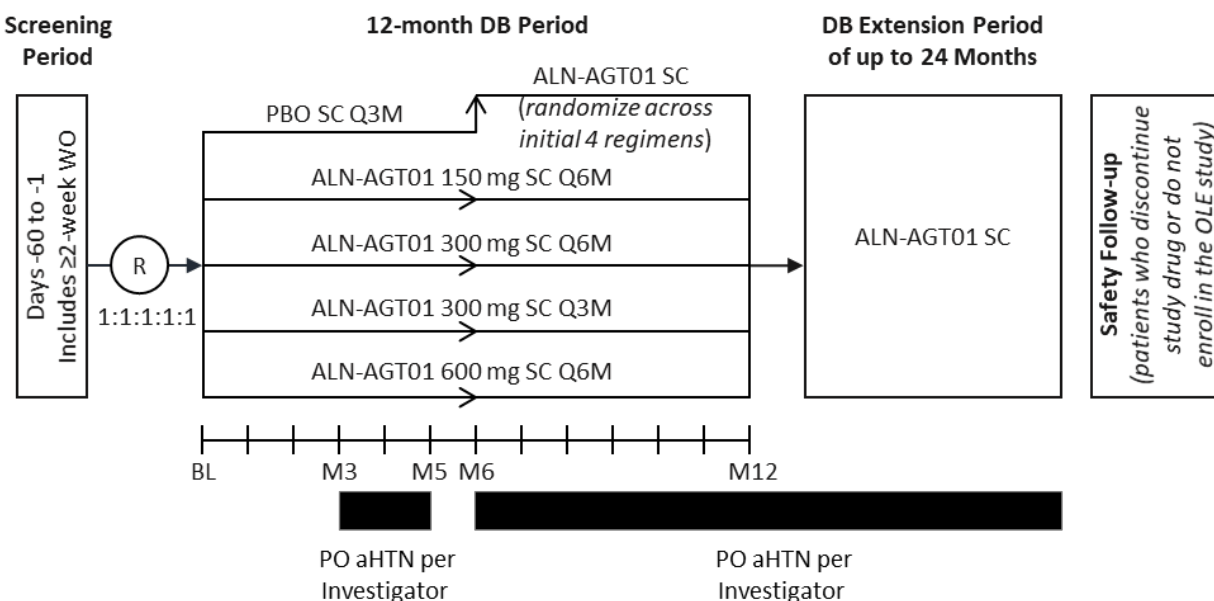 Screening
Period
12-month DB Period
DB Extension Period
of up to 24 Months
Days -60 to -1
Includes ≥2-week WO
R
1:1:1:1:1
PBO SC Q3M
ALN-AGT01 SC
(randomize across
initial 4 regimens)
ALN-AGT01 150 mg SC Q6M
ALN-AGT01 300 mg SC Q6M
ALN-AGT01 300 mg SC Q3M
ALN-AGT01 600 mg SC Q6M
ALN-AGT01 SC
Safety Follow-up
(patients who discontinue
study drug or do not
enroll in the OLE study)
BL M3 M5 M6 M12
PO aHTN per
Investigator
PO aHTN per
Investigator